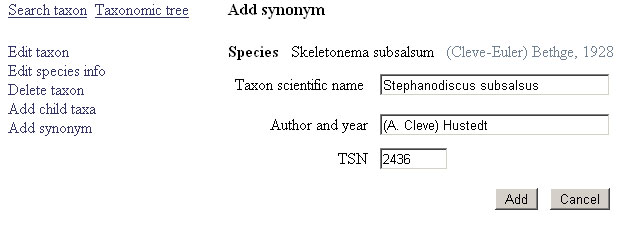 Search taxon Taxonomic tree
Edit taxon
Edit species info
Delete taxon
Add child taxa
Add synonym
Add synonym
Species Skeletonema subsalsum (Cleve-Euler) Bethge, 1928
Taxon scientific name Stephanodiscus subsalsus
Author and year (A. Cleve) Hustedt
TSN 2436
Add Cancel